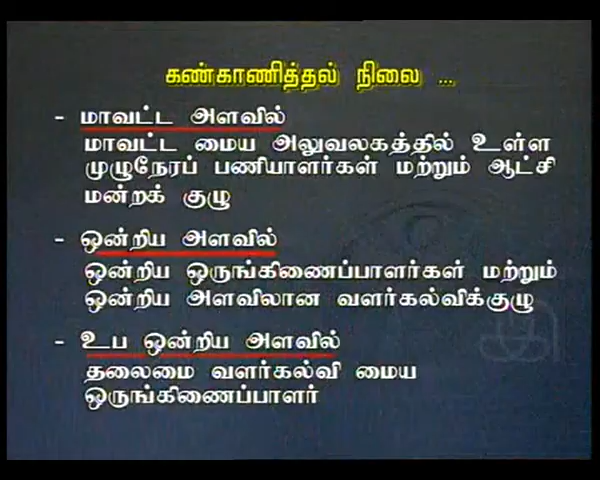 கண்காணித்தல் நிலை ...
- மாவட்ட அளவில்
மாவட்ட மைய அலுவலகத்தில் உள்ள
முழுநேரப் பணியாளர்கள் மற்றும் ஆட்சி
மன்றக் குழு
- ஒன்றிய அளவில்
ஒன்றிய ஒருங்கிணைப்பாளர்கள் மற்றும்
ஒன்றிய அளவிலான வளர்கல்விக்குழு
- உப ஒன்றிய அளவில்
தலைமை வளர்கல்வி மைய
ஒருங்கிணைப்பாளர்